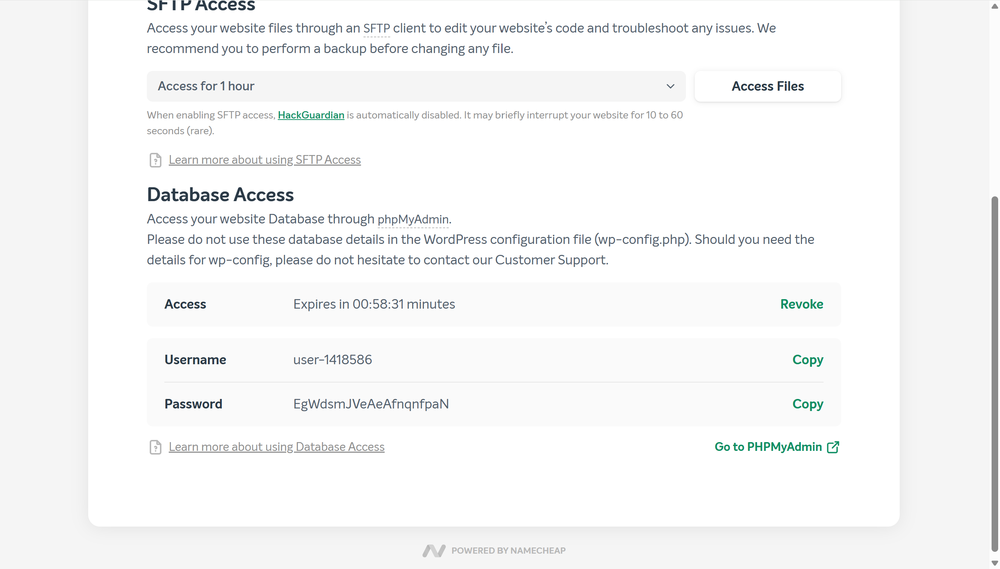 SFTP Access
Access your website files through an SFTP client to edit your website’s code and troubleshoot any issues. We
recommend you to perform a backup before changing any file.
Access for 1 hour
Access Files
When enabling SFTP access, HackGuardian is automatically disabled. It may briefly interrupt your website for 10 to 60
seconds (rare).
Learn more about using SFTP Access
Database Access
Access your website Database through phpMyAdmin.
Please do not use these database details in the WordPress configuration file (wp-config.php). Should you need the
details for wp-config, please do not hesitate to contact our Customer Support.
Access Expires in 00:58:31 minutes Revoke
Username user-1418586 Copy
Password EgWdsmJVeAeAfnqnfpaN Copy
Learn more about using Database Access
Go to PHPMyAdmin
POWERED BY NAMECHEAP